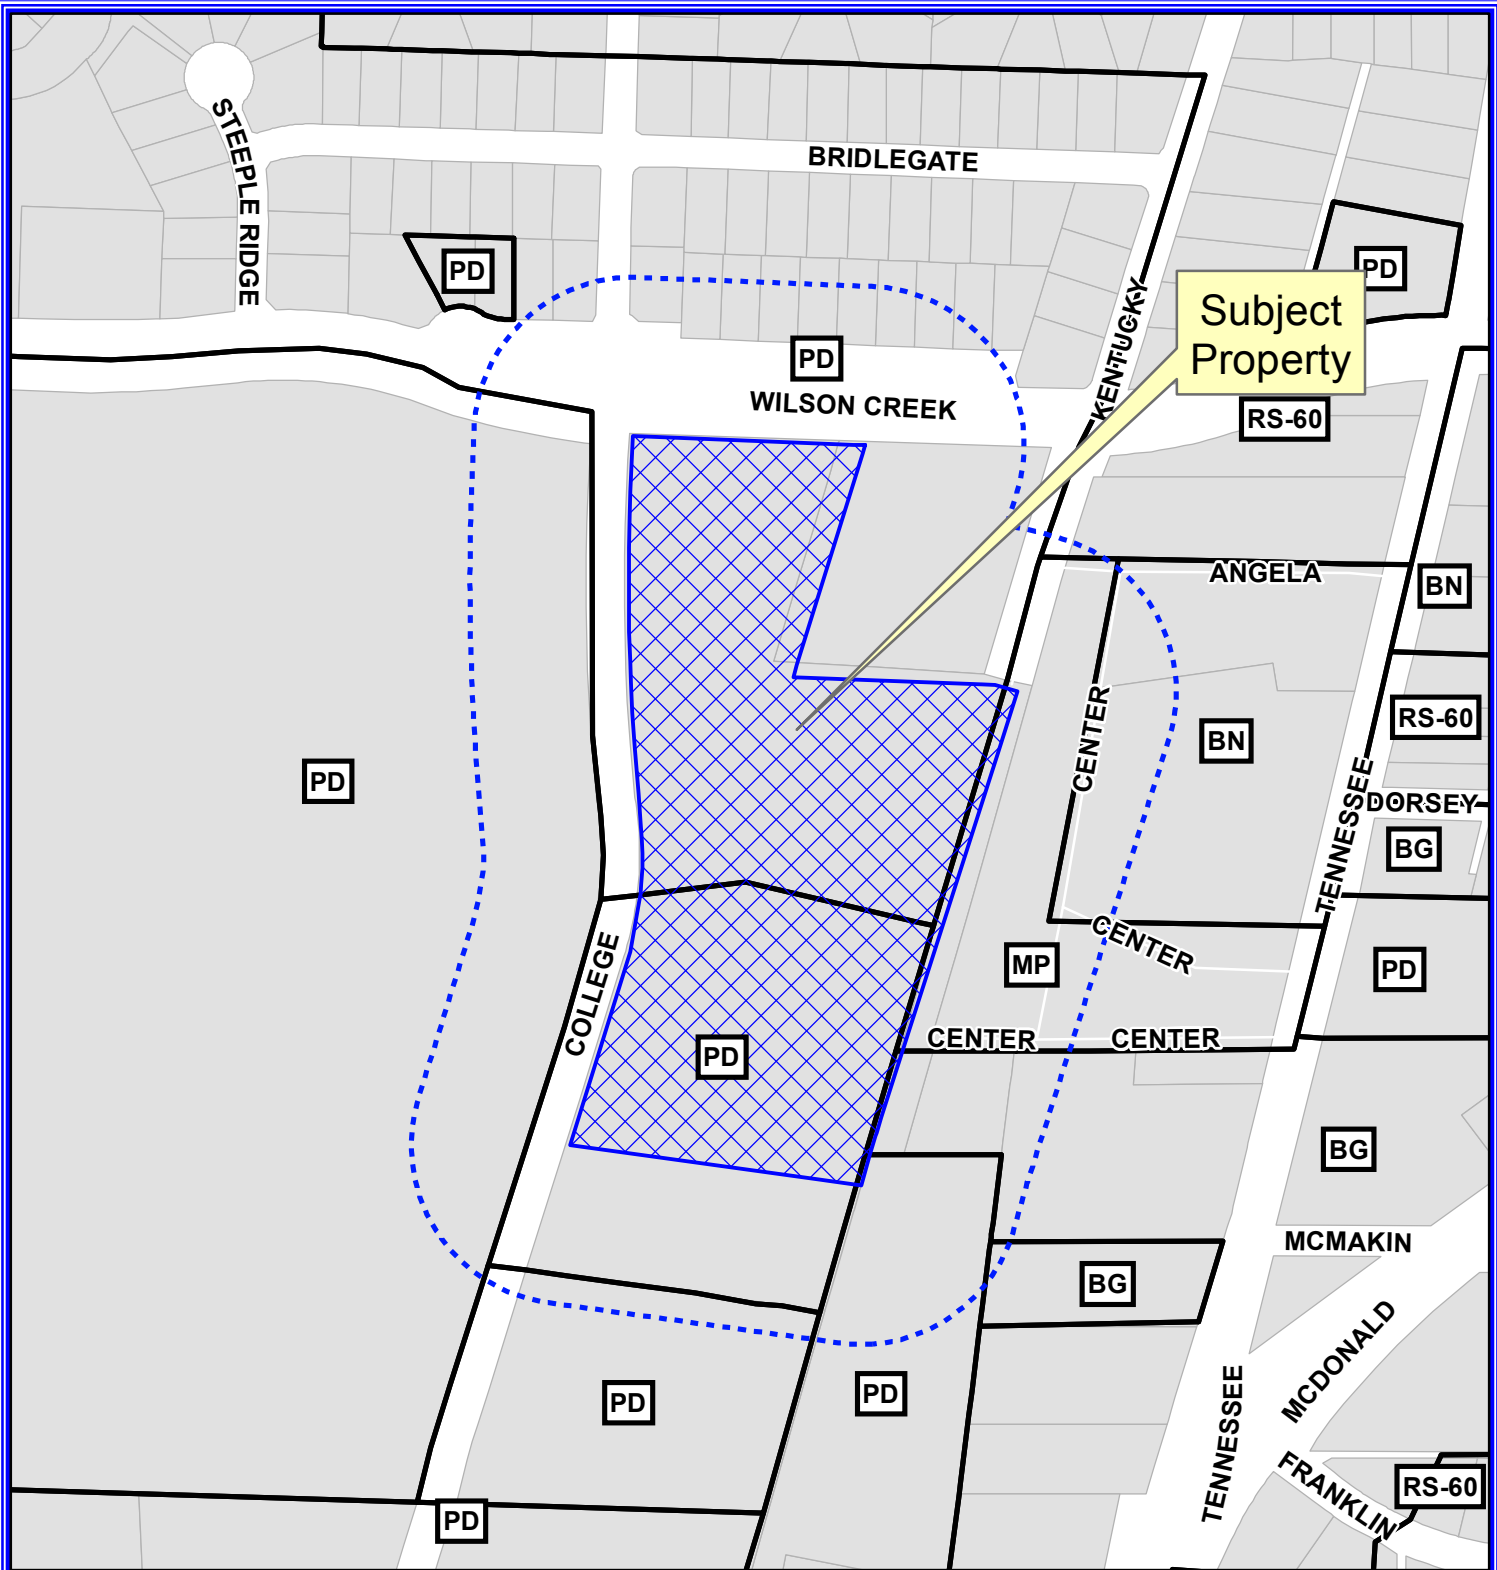 STEEPLE RIDGE
BRIDLEGATE
PD
PD
KENTUCKY
Subject
Property
PD
WILSON CREEK
RS-60
ANGELA
BN
CENTER
RS-60
BN
PD
TENNESSEE
DORSEY
BG
COLLEGE
CENTER
MP
PD
CENTER
CENTER
PD
BG
MCMAKIN
BG
MCDONALD
PD
PD
TENNESSEE
FRANKLIN
RS-60
PD